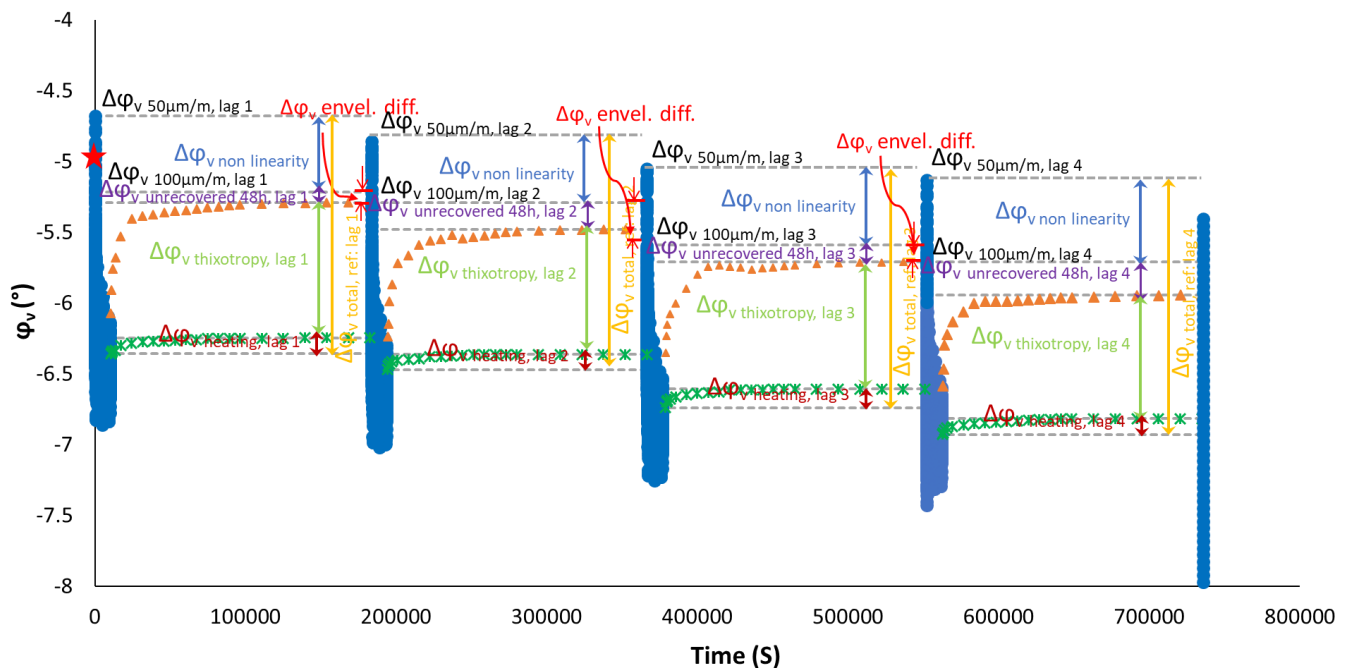 -4
-4.5
-5
-5.5
-6
-6.5
-7
-7.5
-8
φv (°)
0
100000
200000
300000
400000
500000
600000
700000
800000
Time (S)
Δφv 50μm/m, lag 1
Δφv envel. diff.
Δφv non linearity
Δφv 100μm/m, lag 1
Δφv unrecovered 48h, lag 1
Δφv thixotropy, lag 1
Δφv heating, lag 1
Δφv total, ref: lag 1
Δφv 50μm/m, lag 2
Δφv envel. diff.
Δφv non linearity
Δφv 100μm/m, lag 2
Δφv unrecovered 48h, lag 2
Δφv thixotropy, lag 2
Δφv heating, lag 2
Δφv total
Δφv 50μm/m, lag 3
Δφv envel. diff.
Δφv non linearity
Δφv 100μm/m, lag 3
Δφv unrecovered 48h, lag 3
Δφv thixotropy, lag 3
Δφv heating, lag 3
Δφv total, ref:
Δφv 50μm/m, lag 4
Δφv non linearity
Δφv 100μm/m, lag 4
Δφv unrecovered 48h, lag 4
Δφv thixotropy, lag 4
Δφv heating, lag 4
Δφv total, ref: lag 4